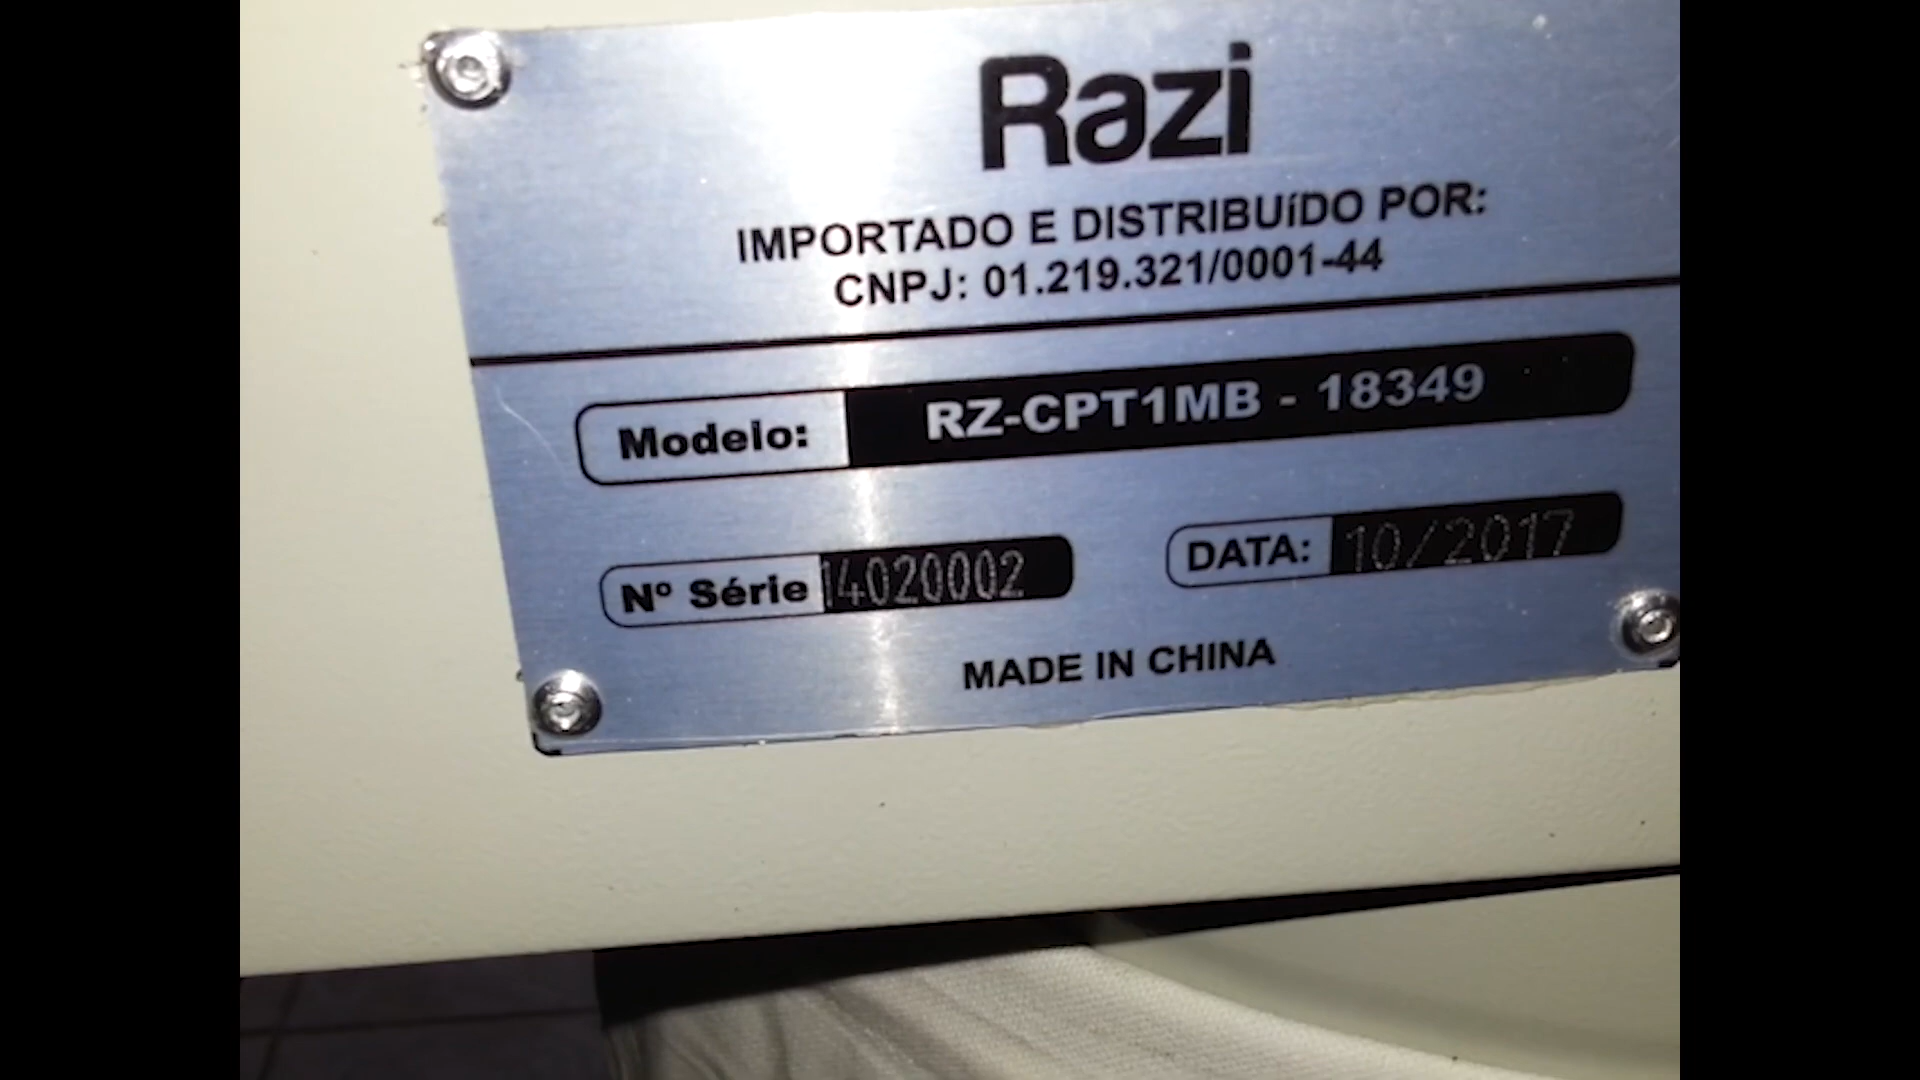 Razi
IMPORTADO E DISTRIBUíDO POR:
CNPJ: 01.219.321/0001-44
Modelo: RZ-CPT1MB - 18349
Nº Série 14020002 DATA: 10/2017
MADE IN CHINA